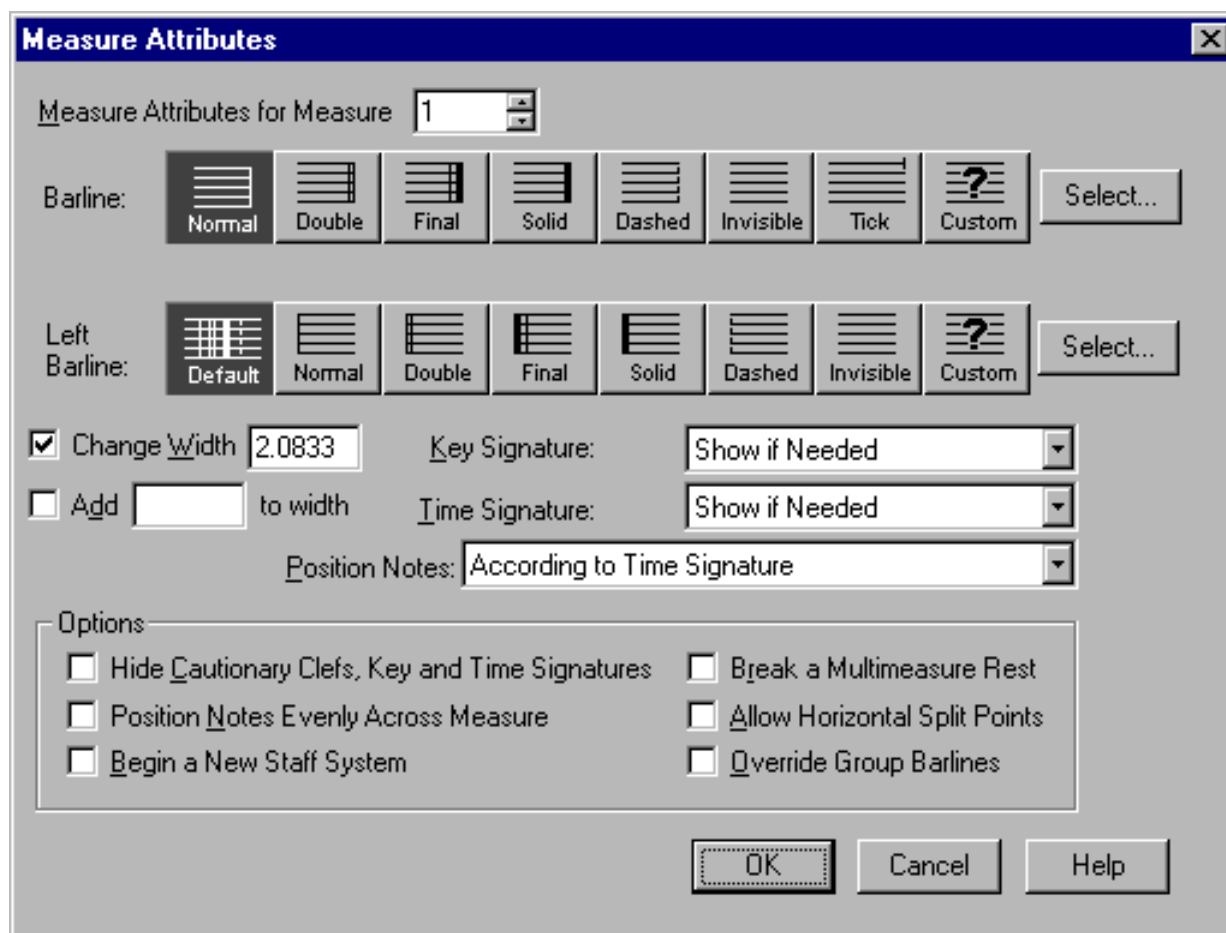 Measure Attributes
Measure Attributes for Measure 1
Barline: Normal Double Final Solid Dashed Invisible Tick ? Custom Select...
Left Barline: Default Normal Double Final Solid Dashed Invisible ? Custom Select...
Change Width 2.0833 Key Signature: Show if Needed
Add to width Time Signature: Show if Needed
Position Notes: According to Time Signature
Options
Hide Cautionary Clefs, Key and Time Signatures Break a Multimeasure Rest
Position Notes Evenly Across Measure Allow Horizontal Split Points
Begin a New Staff System Override Group Barlines
OK Cancel Help